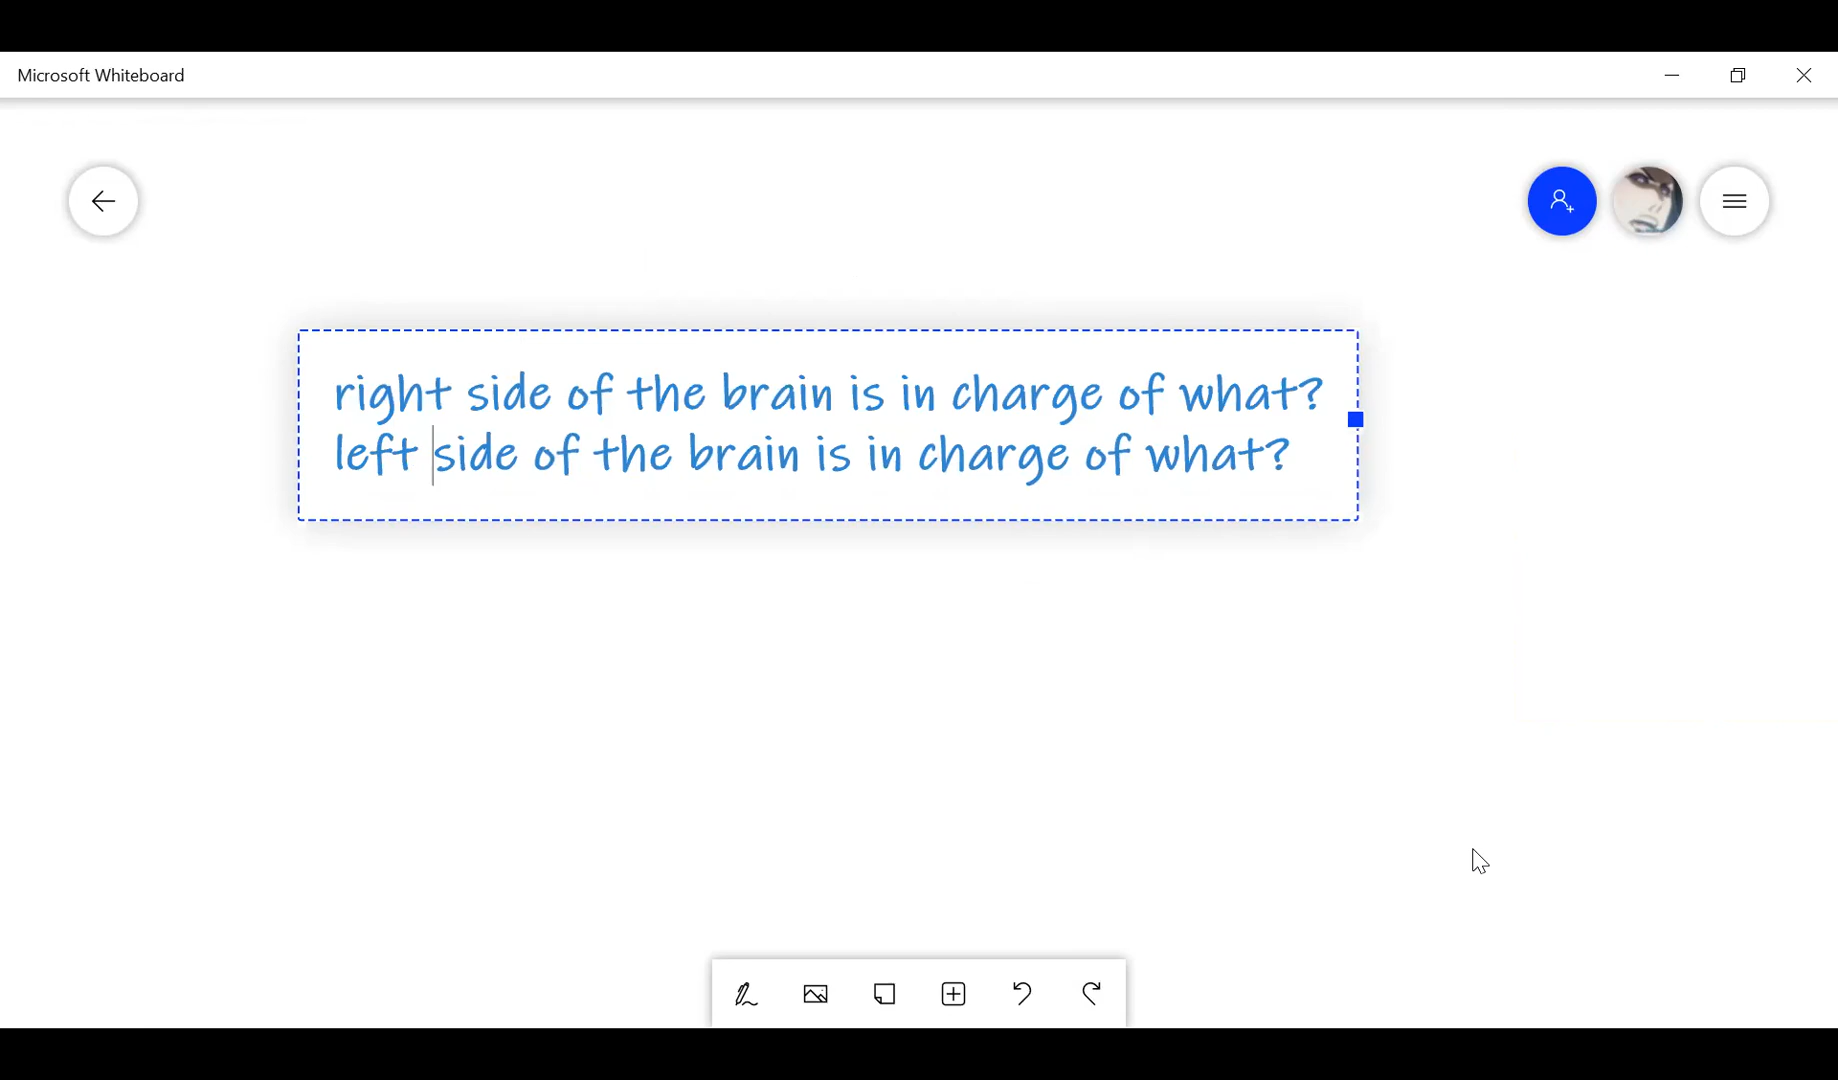 Microsoft Whiteboard
right side of the brain is in charge of what?
left side of the brain is in charge of what?